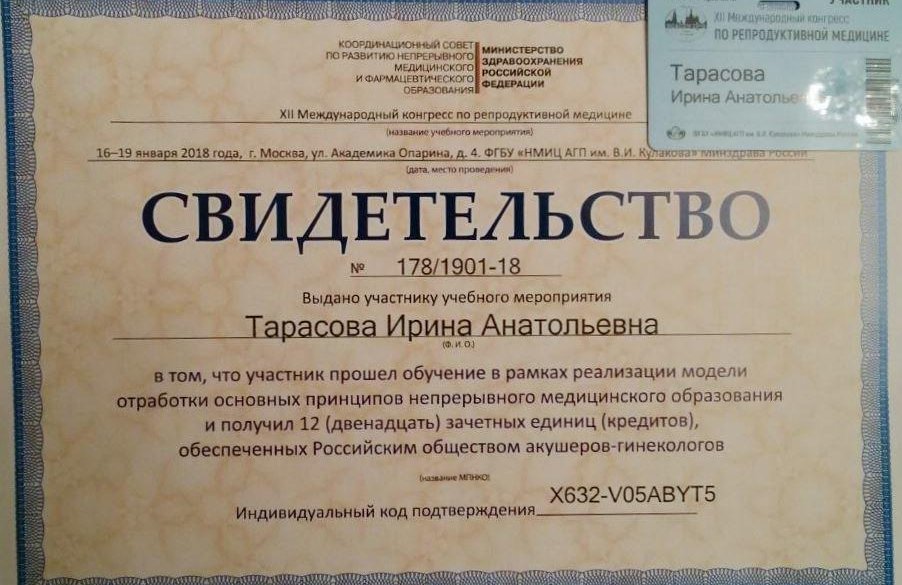 КООРДИНАЦИОННЫЙ СОВЕТ
ПО РАЗВИТИЮ НЕПРЕРЫВНОГО
МЕДИЦИНСКОГО
И ФАРМАЦЕВТИЧЕСКОГО
ОБРАЗОВАНИЯ
МИНИСТЕРСТВО
ЗДРАВООХРАНЕНИЯ
РОССИЙСКОЙ
ФЕДЕРАЦИИ
УЧАСТНИК
XII Международный конгресс
ПО РЕПРОДУКТИВНОЙ МЕДИЦИНЕ
Тарасова
Ирина
XII Международный конгресс по репродуктивной медицине
(название учебного мероприятия)
16–19 января 2018 года, г. Москва, ул. Академика Опарина, д. 4. ФГБУ «НМИЦ АГП им. В.И. Кулакова» Минздрава России
(дата, место проведения)
СВИДЕТЕЛЬСТВО
№ 178/1901-18
Выдано участнику учебного мероприятия
Тарасова Ирина Анатольевна
(Ф. И. О.)
в том, что участник прошел обучение в рамках реализации модели
отработки основных принципов непрерывного медицинского образования
и получил 12 (двенадцать) зачетных единиц (кредитов),
обеспеченных Российским обществом акушеров-гинекологов
(название МПНКО)
Индивидуальный код подтверждения X632-V05ABYT5